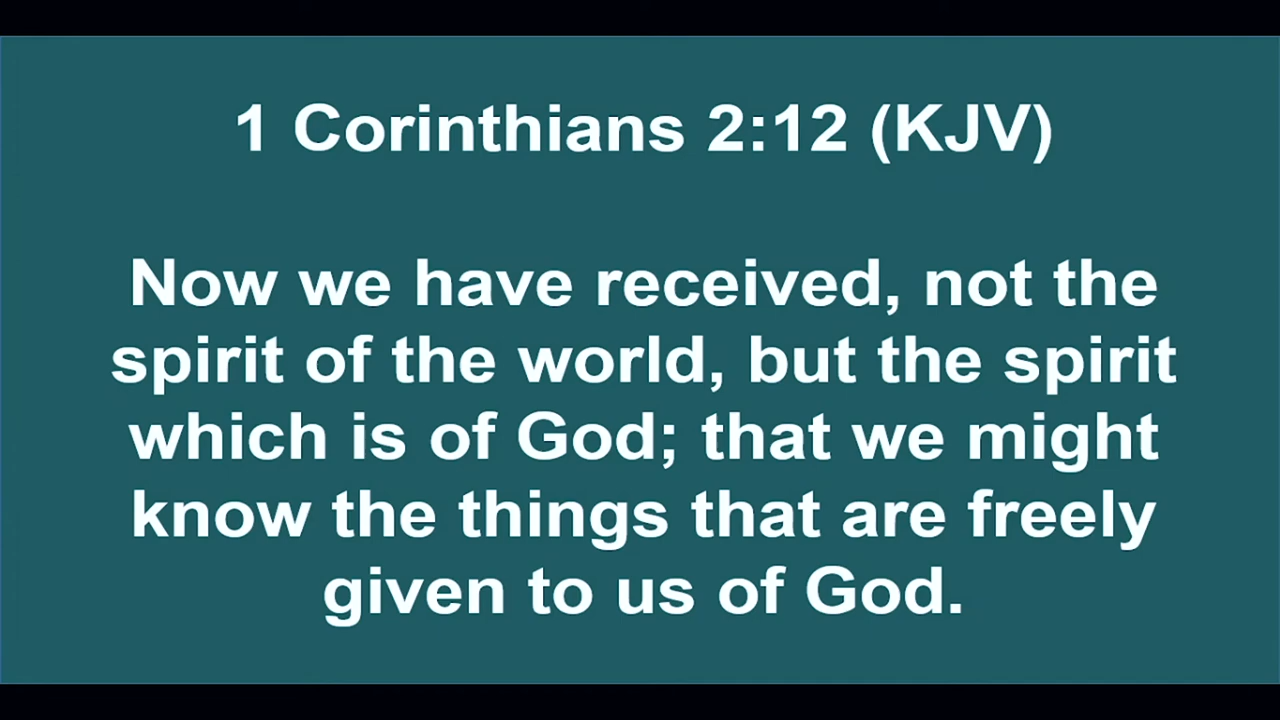 1 Corinthians 2:12 (KJV)
Now we have received, not the
spirit of the world, but the spirit
which is of God; that we might
know the things that are freely
given to us of God.